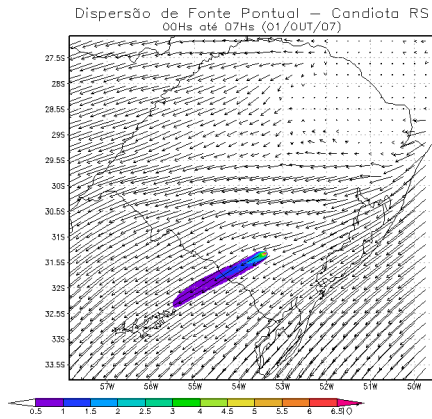 Dispersão de Fonte Pontual – Candiota RS
00Hs até 07Hs (01/OUT/07)
27.5S
28S
28.5S
29S
29.5S
30S
30.5S
31S
31.5S
32S
32.5S
33S
33.5S
57W 56W 55W 54W 53W 52W 51W 50W
0.5 1 1.5 2 2.5 3 4 4.5 5 5.5 6 6.5